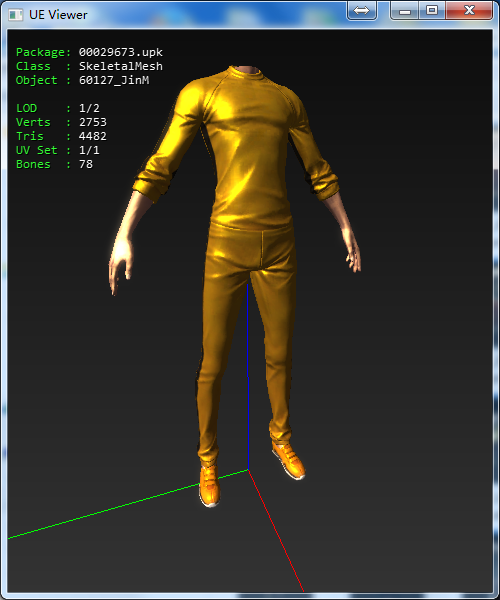 UE Viewer
Package: 00029673.upk
Class : SkeletalMesh
Object : 60127_JinM
LOD : 1/2
Verts : 2753
Tris : 4482
UV Set : 1/1
Bones : 78